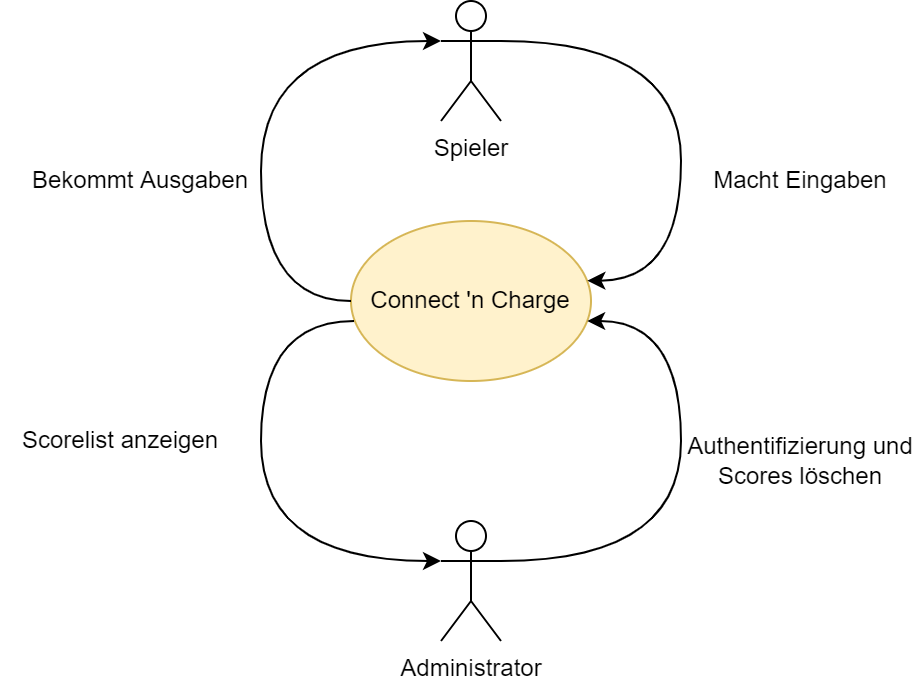 Spieler
Bekommt Ausgaben
Macht Eingaben
Connect 'n Charge
Scorelist anzeigen
Authentifizierung und
Scores löschen
Administrator